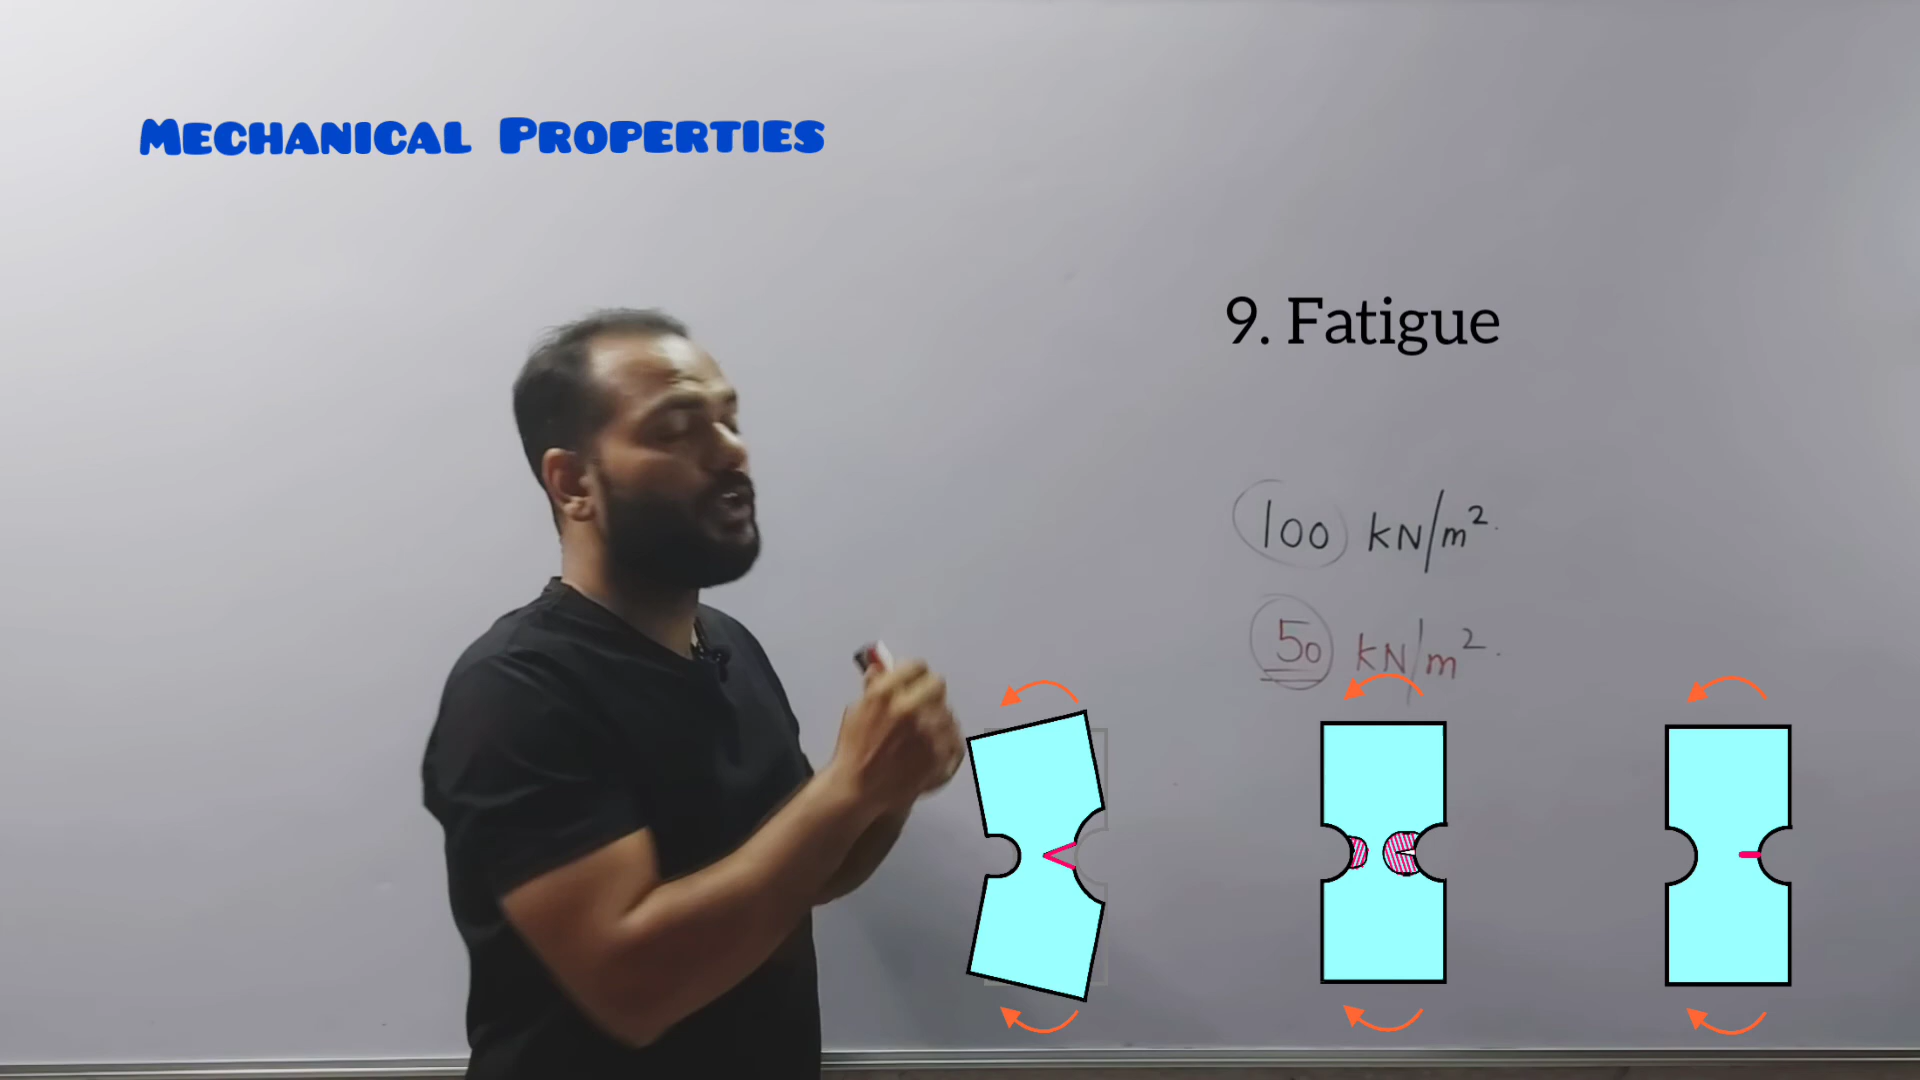 MECHANICAL PROPERTIES
9. Fatigue
100 kN/m².
50 kN/m².